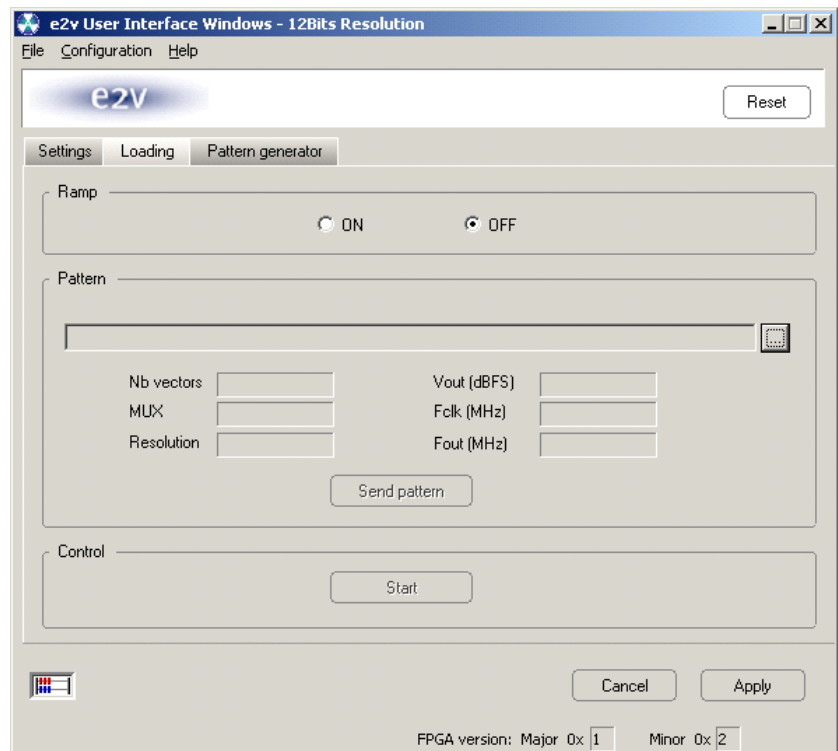 e2v User Interface Windows - 12Bits Resolution
File Configuration Help
e2v
Reset
Settings Loading Pattern generator
Ramp
ON OFF
Pattern
...
Nb vectors Vout (dBFS)
MUX Fclk (MHz)
Resolution Fout (MHz)
Send pattern
Control
Start
Cancel Apply
FPGA version: Major 0x 1 Minor 0x 2